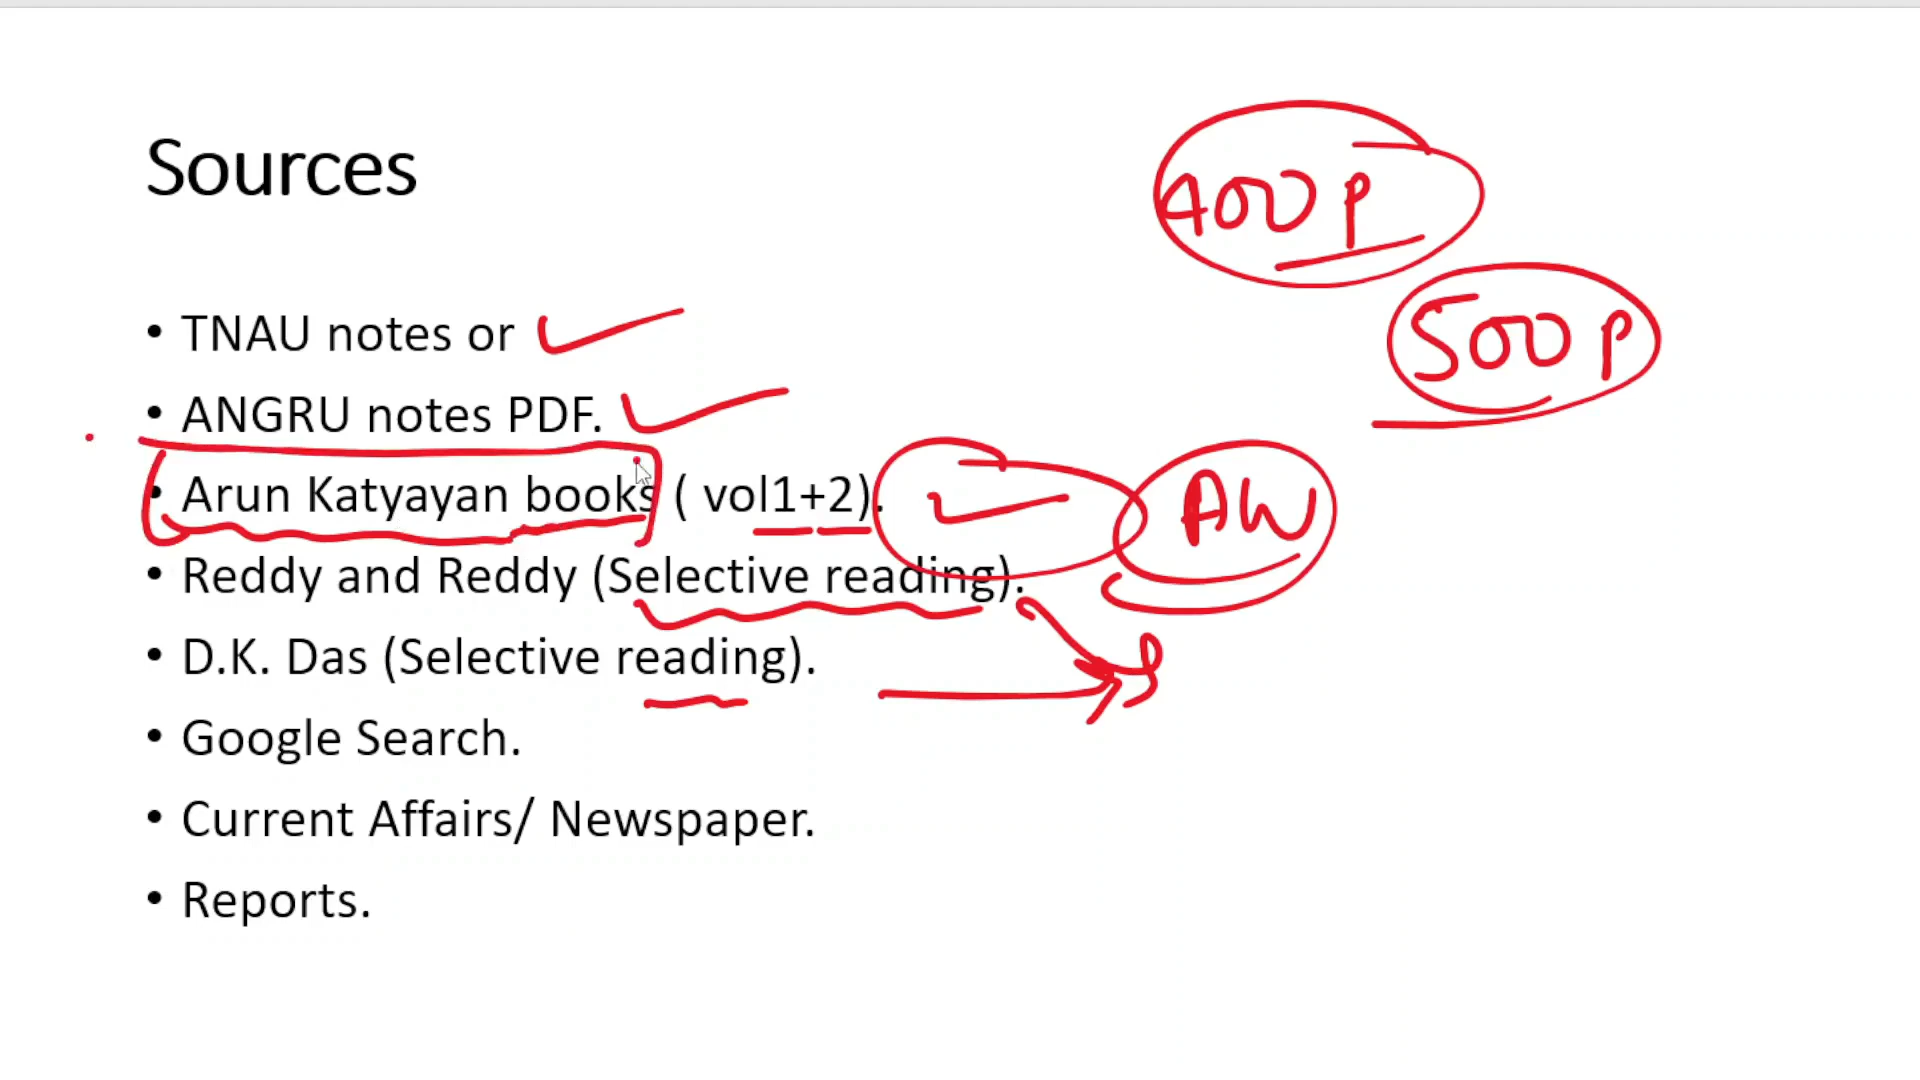 Sources
400 P
500 P
• TNAU notes or
• ANGRU notes PDF.
• Arun Katyayan books ( vol1+2).
AW
• Reddy and Reddy (Selective reading).
• D.K. Das (Selective reading).
• Google Search.
• Current Affairs/ Newspaper.
• Reports.